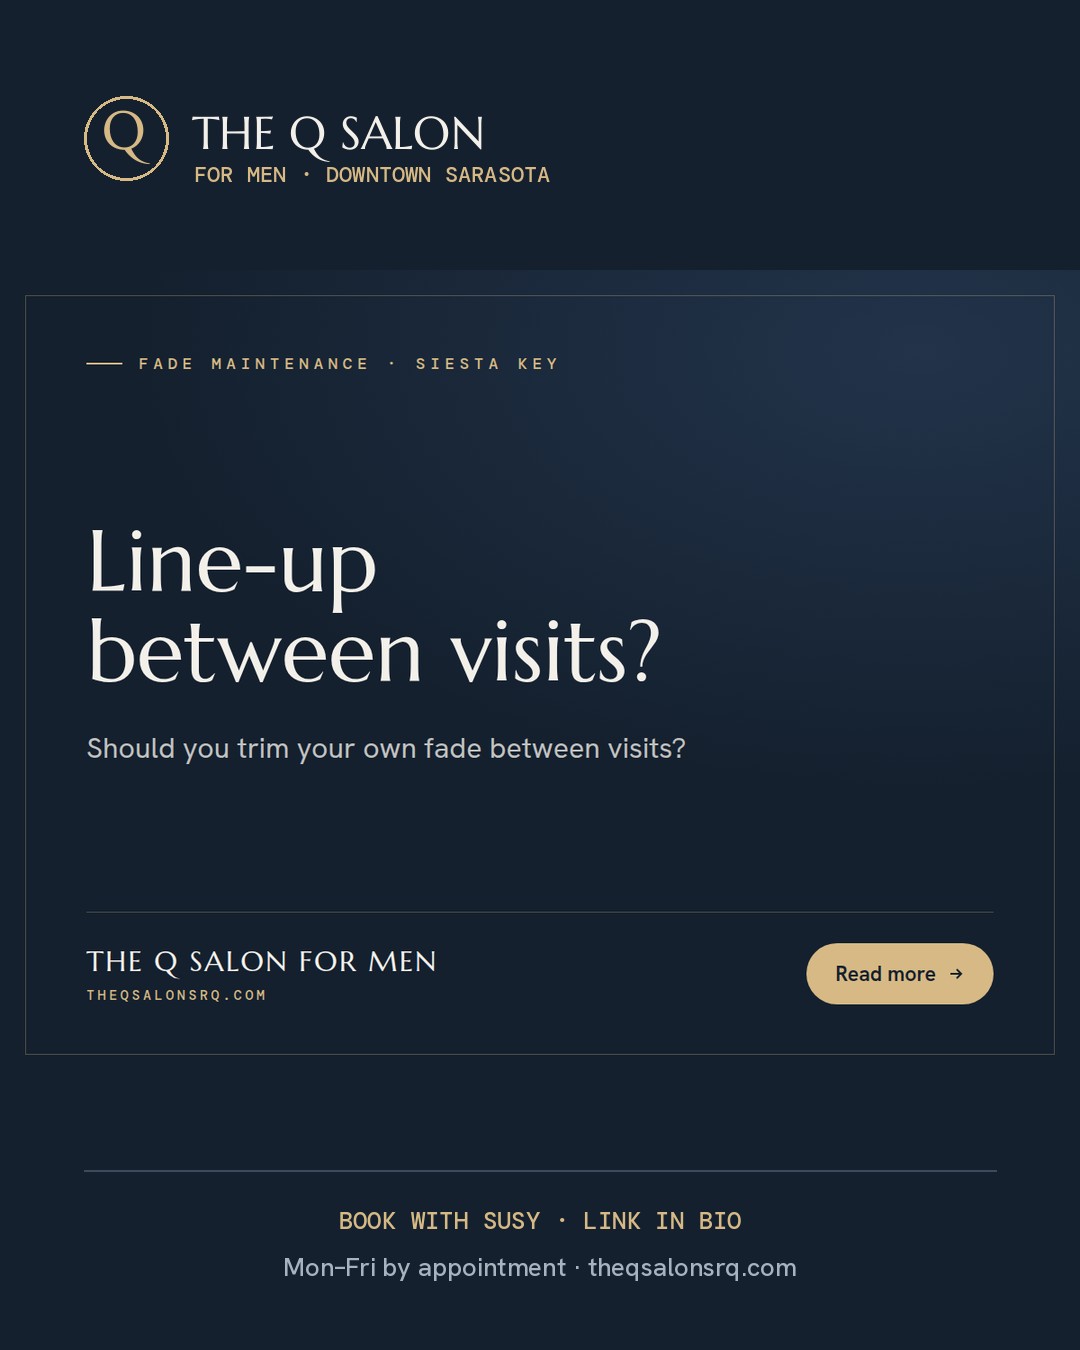 Q
THE Q SALON
FOR MEN · DOWNTOWN SARASOTA
FADE MAINTENANCE · SIESTA KEY
Line-up
between visits?
Should you trim your own fade between visits?
THE Q SALON FOR MEN
THEQSALONSRQ.COM
Read more →
BOOK WITH SUSY · LINK IN BIO
Mon–Fri by appointment · theqsalonsrq.com